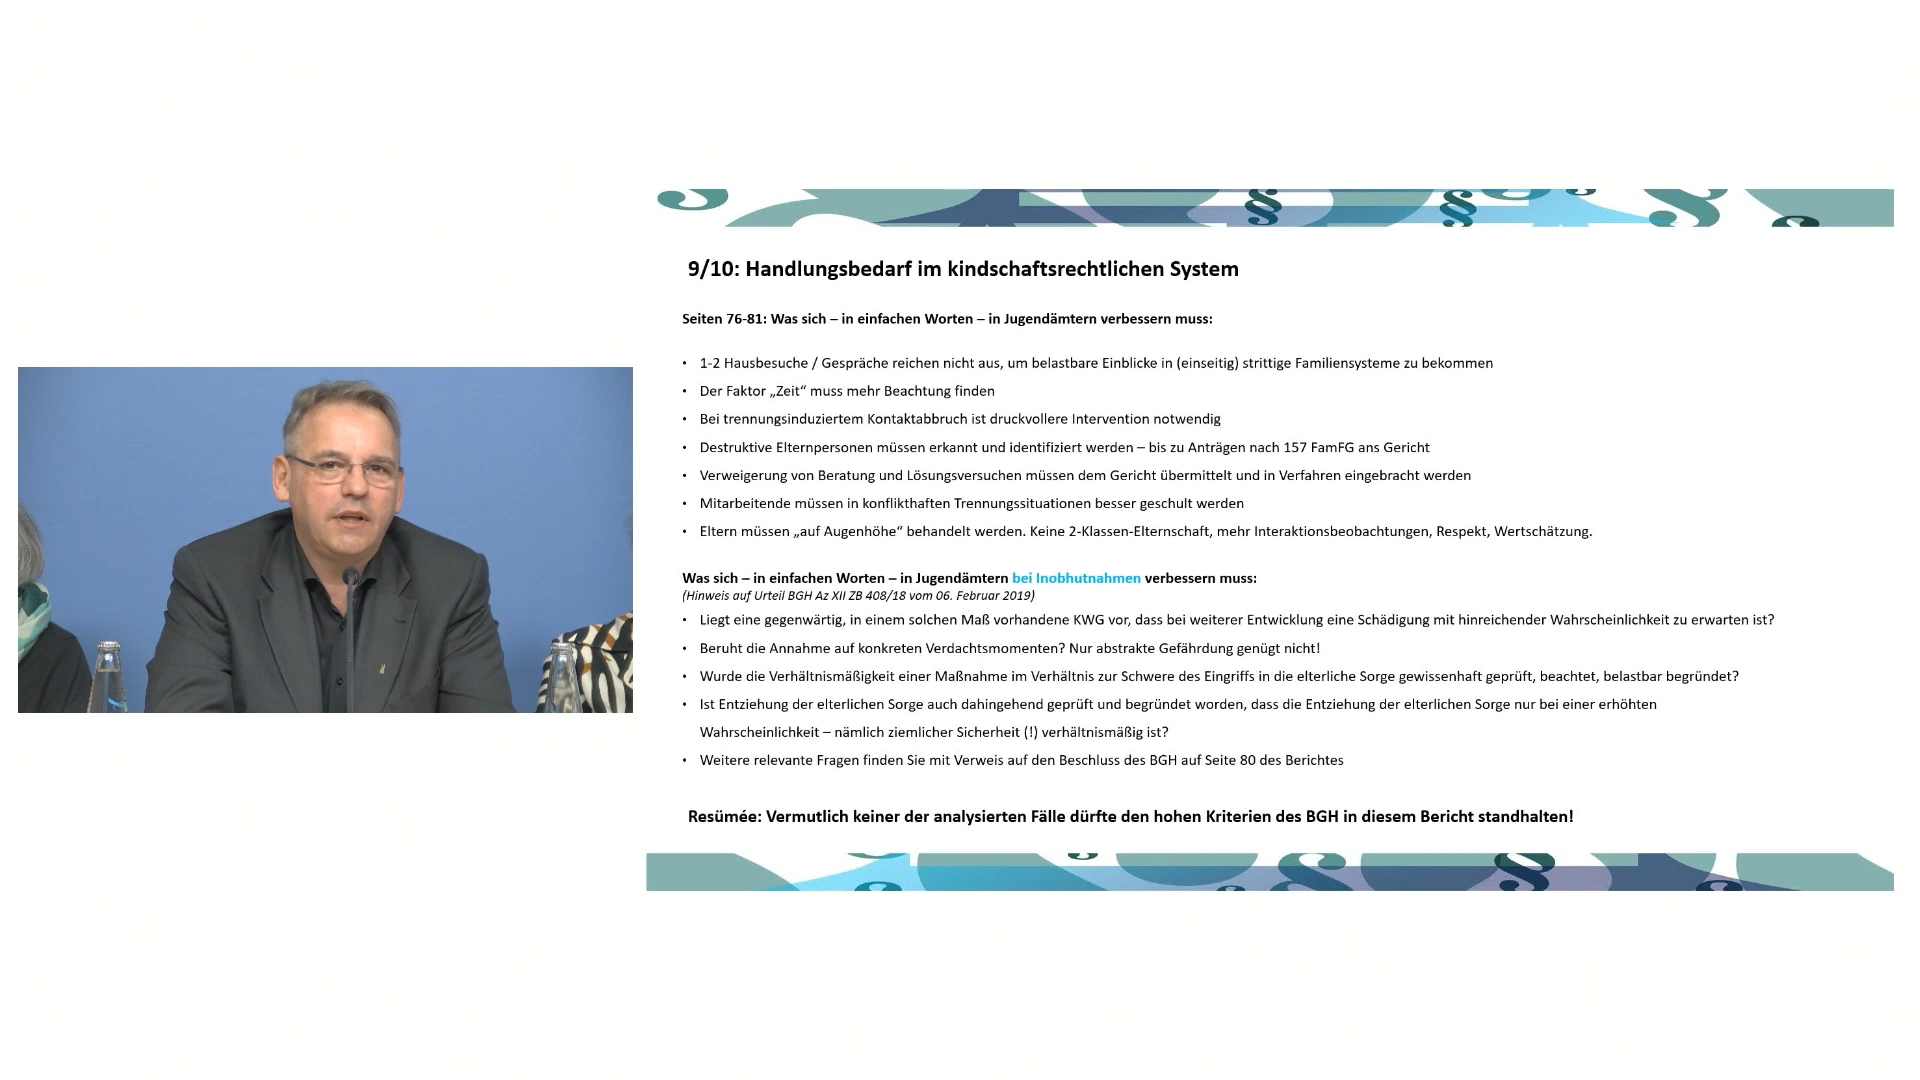 9/10: Handlungsbedarf im kindschaftsrechtlichen System
Seiten 76-81: Was sich – in einfachen Worten – in Jugendämtern verbessern muss:
• 1-2 Hausbesuche / Gespräche reichen nicht aus, um belastbare Einblicke in (einseitig) strittige Familiensysteme zu bekommen
• Der Faktor „Zeit“ muss mehr Beachtung finden
• Bei trennungsinduziertem Kontaktabbruch ist druckvollere Intervention notwendig
• Destruktive Elternpersonen müssen erkannt und identifiziert werden – bis zu Anträgen nach 157 FamFG ans Gericht
• Verweigerung von Beratung und Lösungsversuchen müssen dem Gericht übermittelt und in Verfahren eingebracht werden
• Mitarbeitende müssen in konflikthaften Trennungssituationen besser geschult werden
• Eltern müssen „auf Augenhöhe“ behandelt werden. Keine 2-Klassen-Elternschaft, mehr Interaktionsbeobachtungen, Respekt, Wertschätzung.
Was sich – in einfachen Worten – in Jugendämtern bei Inobhutnahmen verbessern muss:
(Hinweis auf Urteil BGH Az XII ZB 408/18 vom 06. Februar 2019)
• Liegt eine gegenwärtig, in einem solchen Maß vorhandene KWG vor, dass bei weiterer Entwicklung eine Schädigung mit hinreichender Wahrscheinlichkeit zu erwarten ist?
• Beruht die Annahme auf konkreten Verdachtsmomenten? Nur abstrakte Gefährdung genügt nicht!
• Wurde die Verhältnismäßigkeit einer Maßnahme im Verhältnis zur Schwere des Eingriffs in die elterliche Sorge gewissenhaft geprüft, beachtet, belastbar begründet?
• Ist Entziehung der elterlichen Sorge auch dahingehend geprüft und begründet worden, dass die Entziehung der elterlichen Sorge nur bei einer erhöhten
Wahrscheinlichkeit – nämlich ziemlicher Sicherheit (!) verhältnismäßig ist?
• Weitere relevante Fragen finden Sie mit Verweis auf den Beschluss des BGH auf Seite 80 des Berichtes
Resümée: Vermutlich keiner der analysierten Fälle dürfte den hohen Kriterien des BGH in diesem Bericht standhalten!